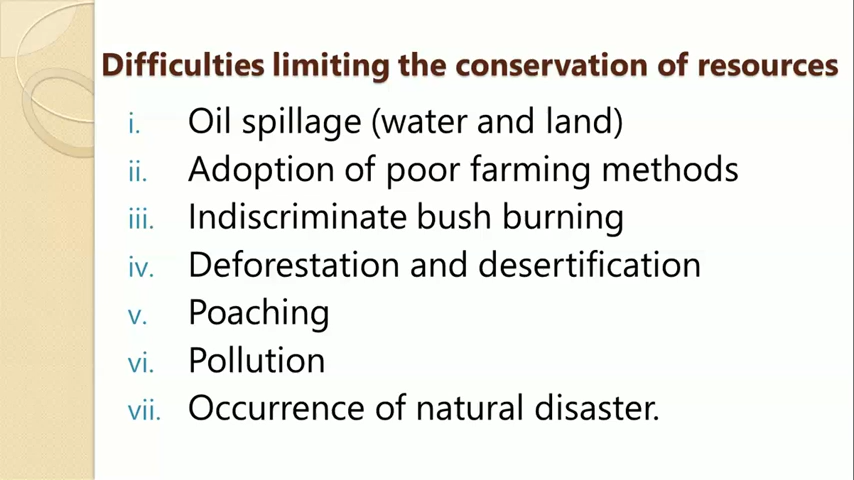 Difficulties limiting the conservation of resources
i. Oil spillage (water and land)
ii. Adoption of poor farming methods
iii. Indiscriminate bush burning
iv. Deforestation and desertification
v. Poaching
vi. Pollution
vii. Occurrence of natural disaster.